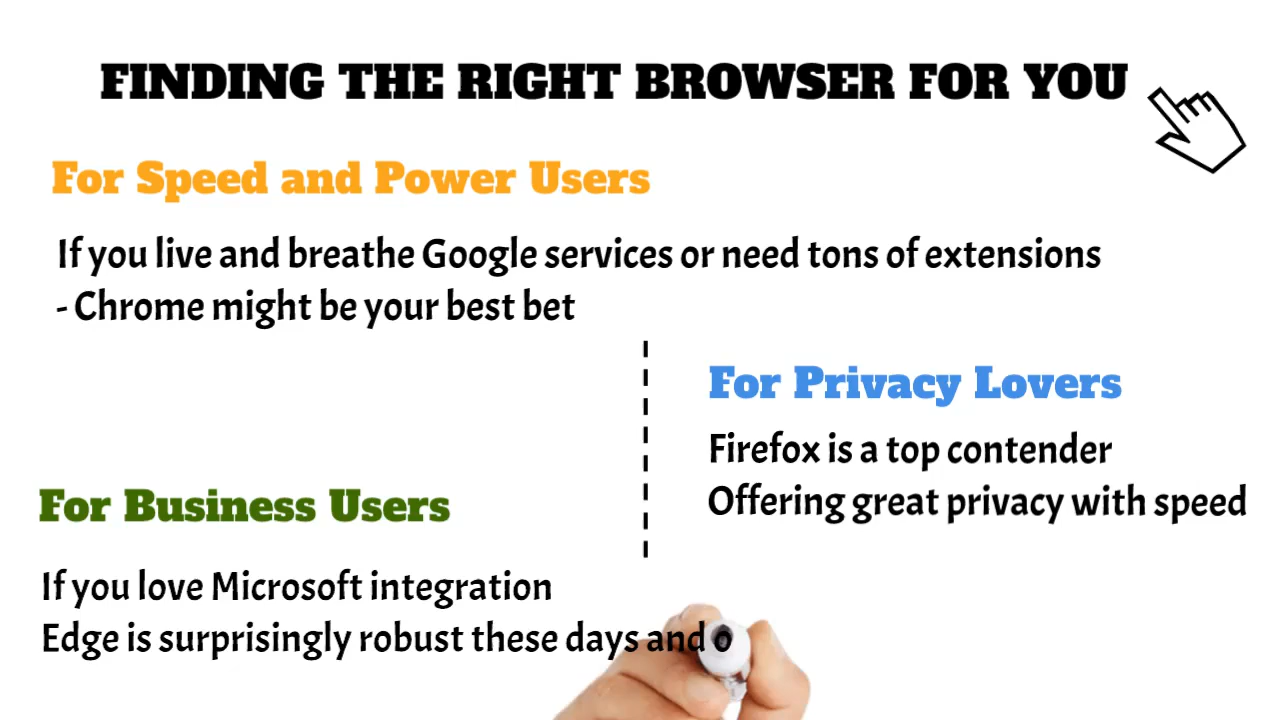 FINDING THE RIGHT BROWSER FOR YOU
For Speed and Power Users
If you live and breathe Google services or need tons of extensions
- Chrome might be your best bet
For Privacy Lovers
Firefox is a top contender
Offering great privacy with speed
For Business Users
If you love Microsoft integration
Edge is surprisingly robust these days and o